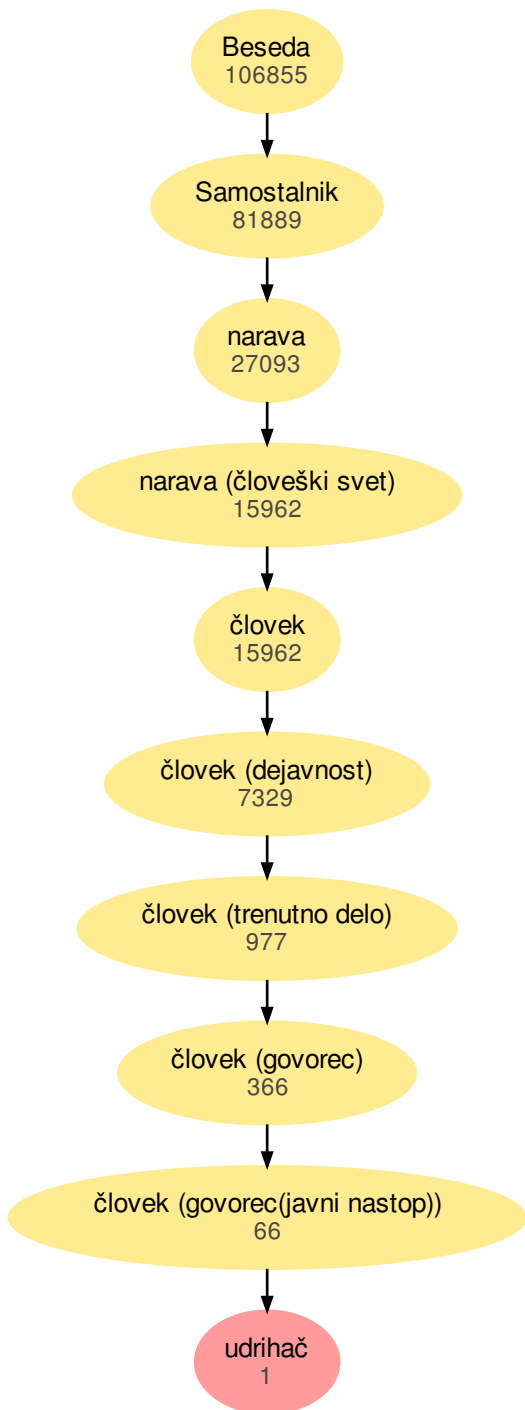 Beseda
106855
Samostalnik
81889
narava
27093
narava (človeški svet)
15962
človek
15962
človek (dejavnost)
7329
človek (trenutno delo)
977
človek (govorec)
366
človek (govorec(javni nastop))
66
udrihač
1